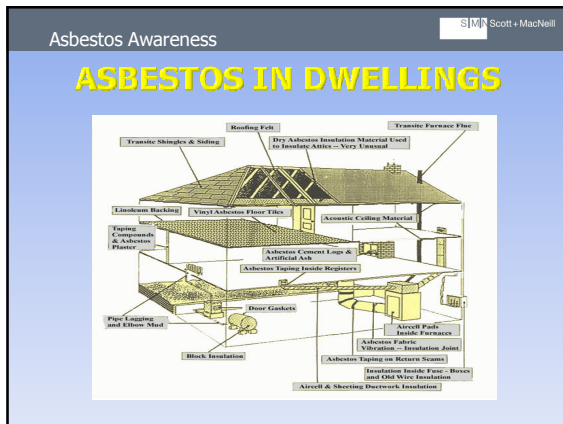 Asbestos Awareness
S|M|N Scott+MacNeill
ASBESTOS IN DWELLINGS
Roofing Felt
Transite Furnace Flue
Transite Shingles & Siding
Dry Asbestos Insulation Material Used
to Insulate Attics -- Very Unusual
Linoleum Backing
Vinyl Asbestos Floor Tiles
Acoustic Ceiling Material
Taping
Compounds
& Asbestos
Plaster
Asbestos Cement Logs &
Artificial Ash
Asbestos Taping Inside Registers
Door Gaskets
Pipe Lagging
and Elbow Mud
Aircell Pads
Inside Furnaces
Asbestos Fabric
Vibration -- Insulation Joint
Block Insulation
Asbestos Taping on Return Seams
Insulation Inside Fuse - Boxes
and Old Wire Insulation
Aircell & Sheeting Ductwork Insulation